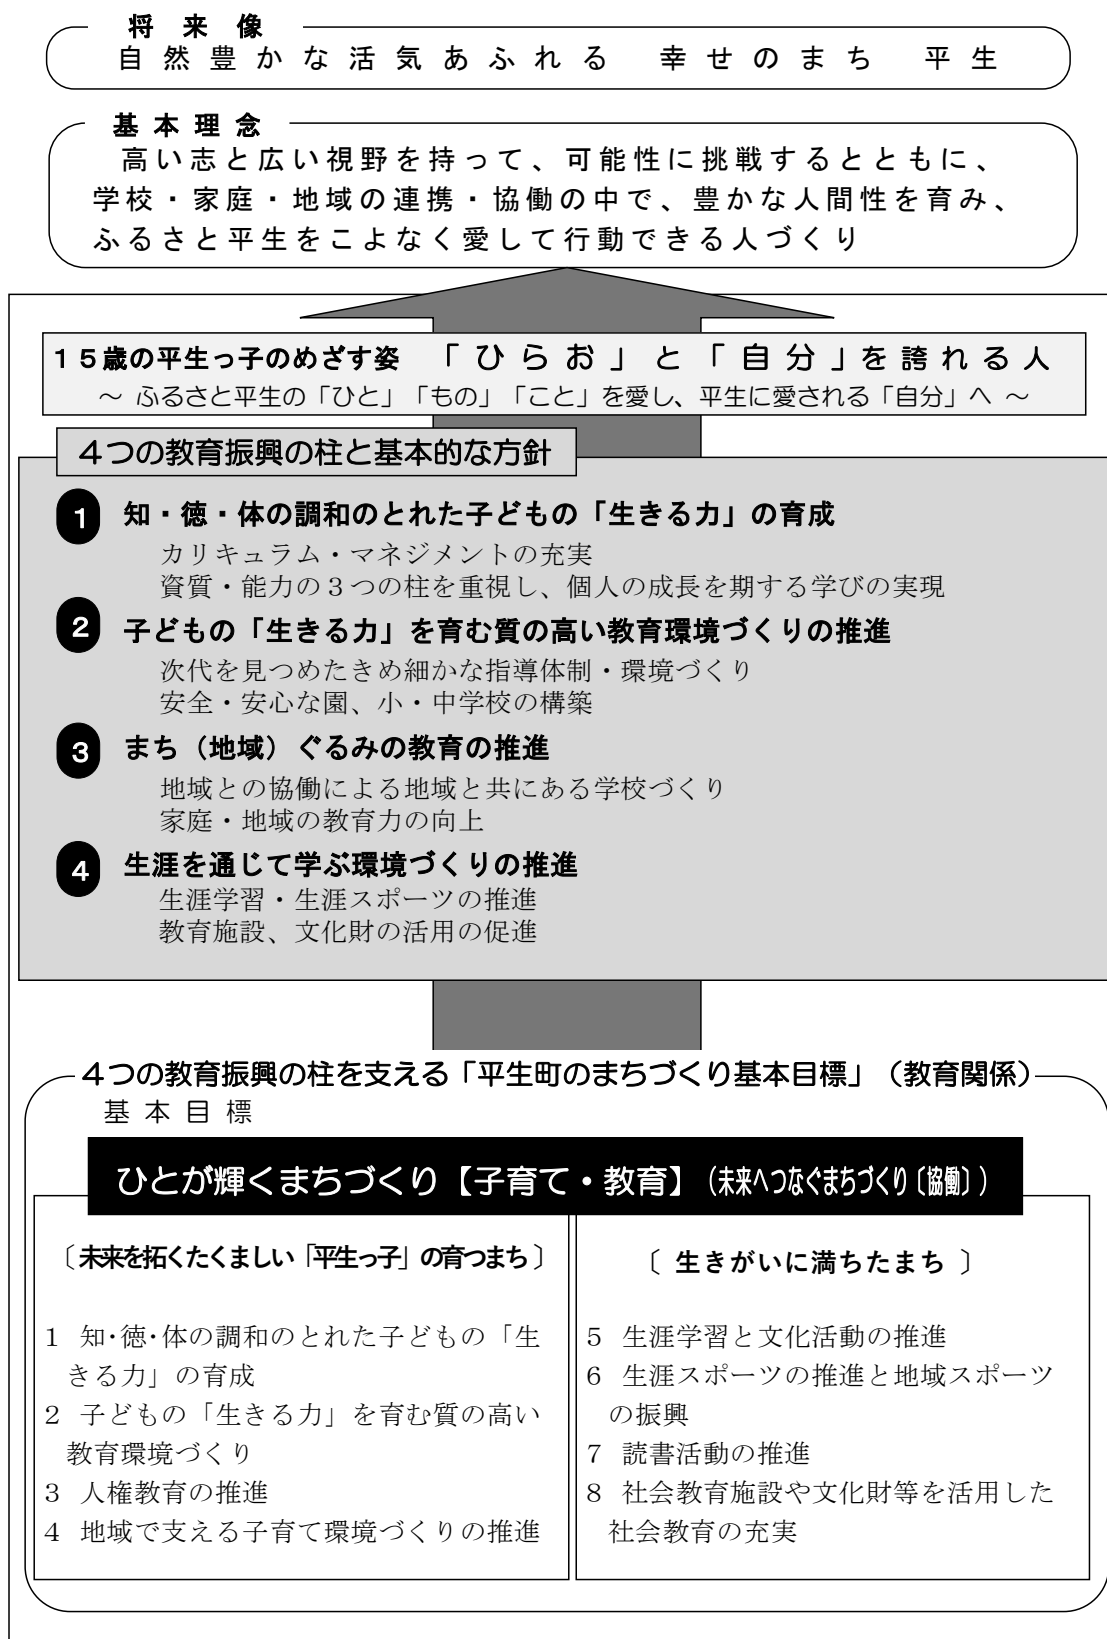 将来像
自然豊かな活気あふれる　幸せのまち　平生
基本理念
高い志と広い視野を持って、可能性に挑戦するとともに、
学校・家庭・地域の連携・協働の中で、豊かな人間性を育み、
ふるさと平生をこよなく愛して行動できる人づくり
１５歳の平生っ子のめざす姿　「ひらお」と「自分」を誇れる人
～ ふるさと平生の「ひと」「もの」「こと」を愛し、平生に愛される「自分」へ ～
４つの教育振興の柱と基本的な方針
1 知・徳・体の調和のとれた子どもの「生きる力」の育成
カリキュラム・マネジメントの充実
資質・能力の３つの柱を重視し、個人の成長を期する学びの実現
2 子どもの「生きる力」を育む質の高い教育環境づくりの推進
次代を見つめたきめ細かな指導体制・環境づくり
安全・安心な園、小・中学校の構築
3 まち（地域）ぐるみの教育の推進
地域との協働による地域と共にある学校づくり
家庭・地域の教育力の向上
4 生涯を通じて学ぶ環境づくりの推進
生涯学習・生涯スポーツの推進
教育施設、文化財の活用の促進
４つの教育振興の柱を支える「平生町のまちづくり基本目標」（教育関係）
基本目標
ひとが輝くまちづくり【子育て・教育】（未来へつなぐまちづくり〔協働〕）
〔未来を拓くたくましい「平生っ子」の育つまち〕
1 知・徳・体の調和のとれた子どもの「生
きる力」の育成
2 子どもの「生きる力」を育む質の高い
教育環境づくり
3 人権教育の推進
4 地域で支える子育て環境づくりの推進
〔 生きがいに満ちたまち 〕
5 生涯学習と文化活動の推進
6 生涯スポーツの推進と地域スポーツ
の振興
7 読書活動の推進
8 社会教育施設や文化財等を活用した
社会教育の充実